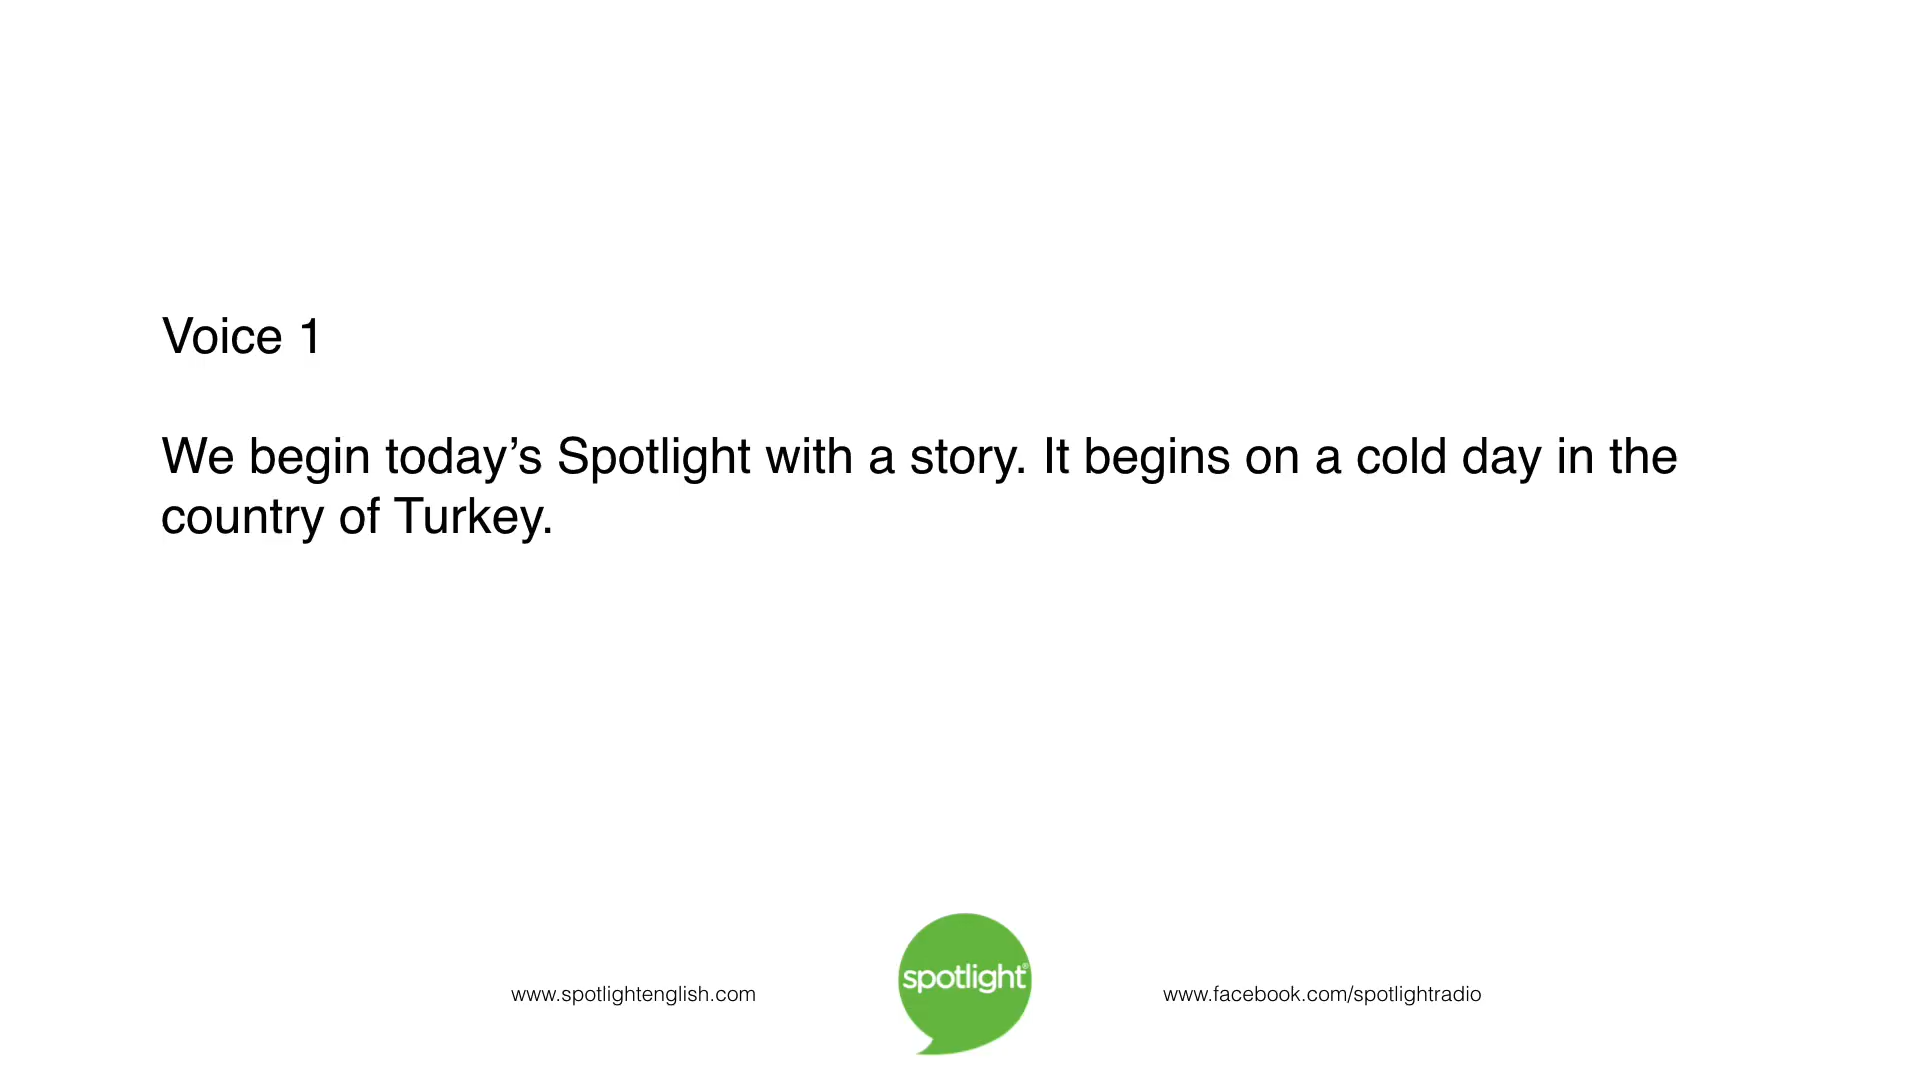 Voice 1
We begin today’s Spotlight with a story. It begins on a cold day in the
country of Turkey.
www.spotlightenglish.com
spotlight®
www.facebook.com/spotlightradio